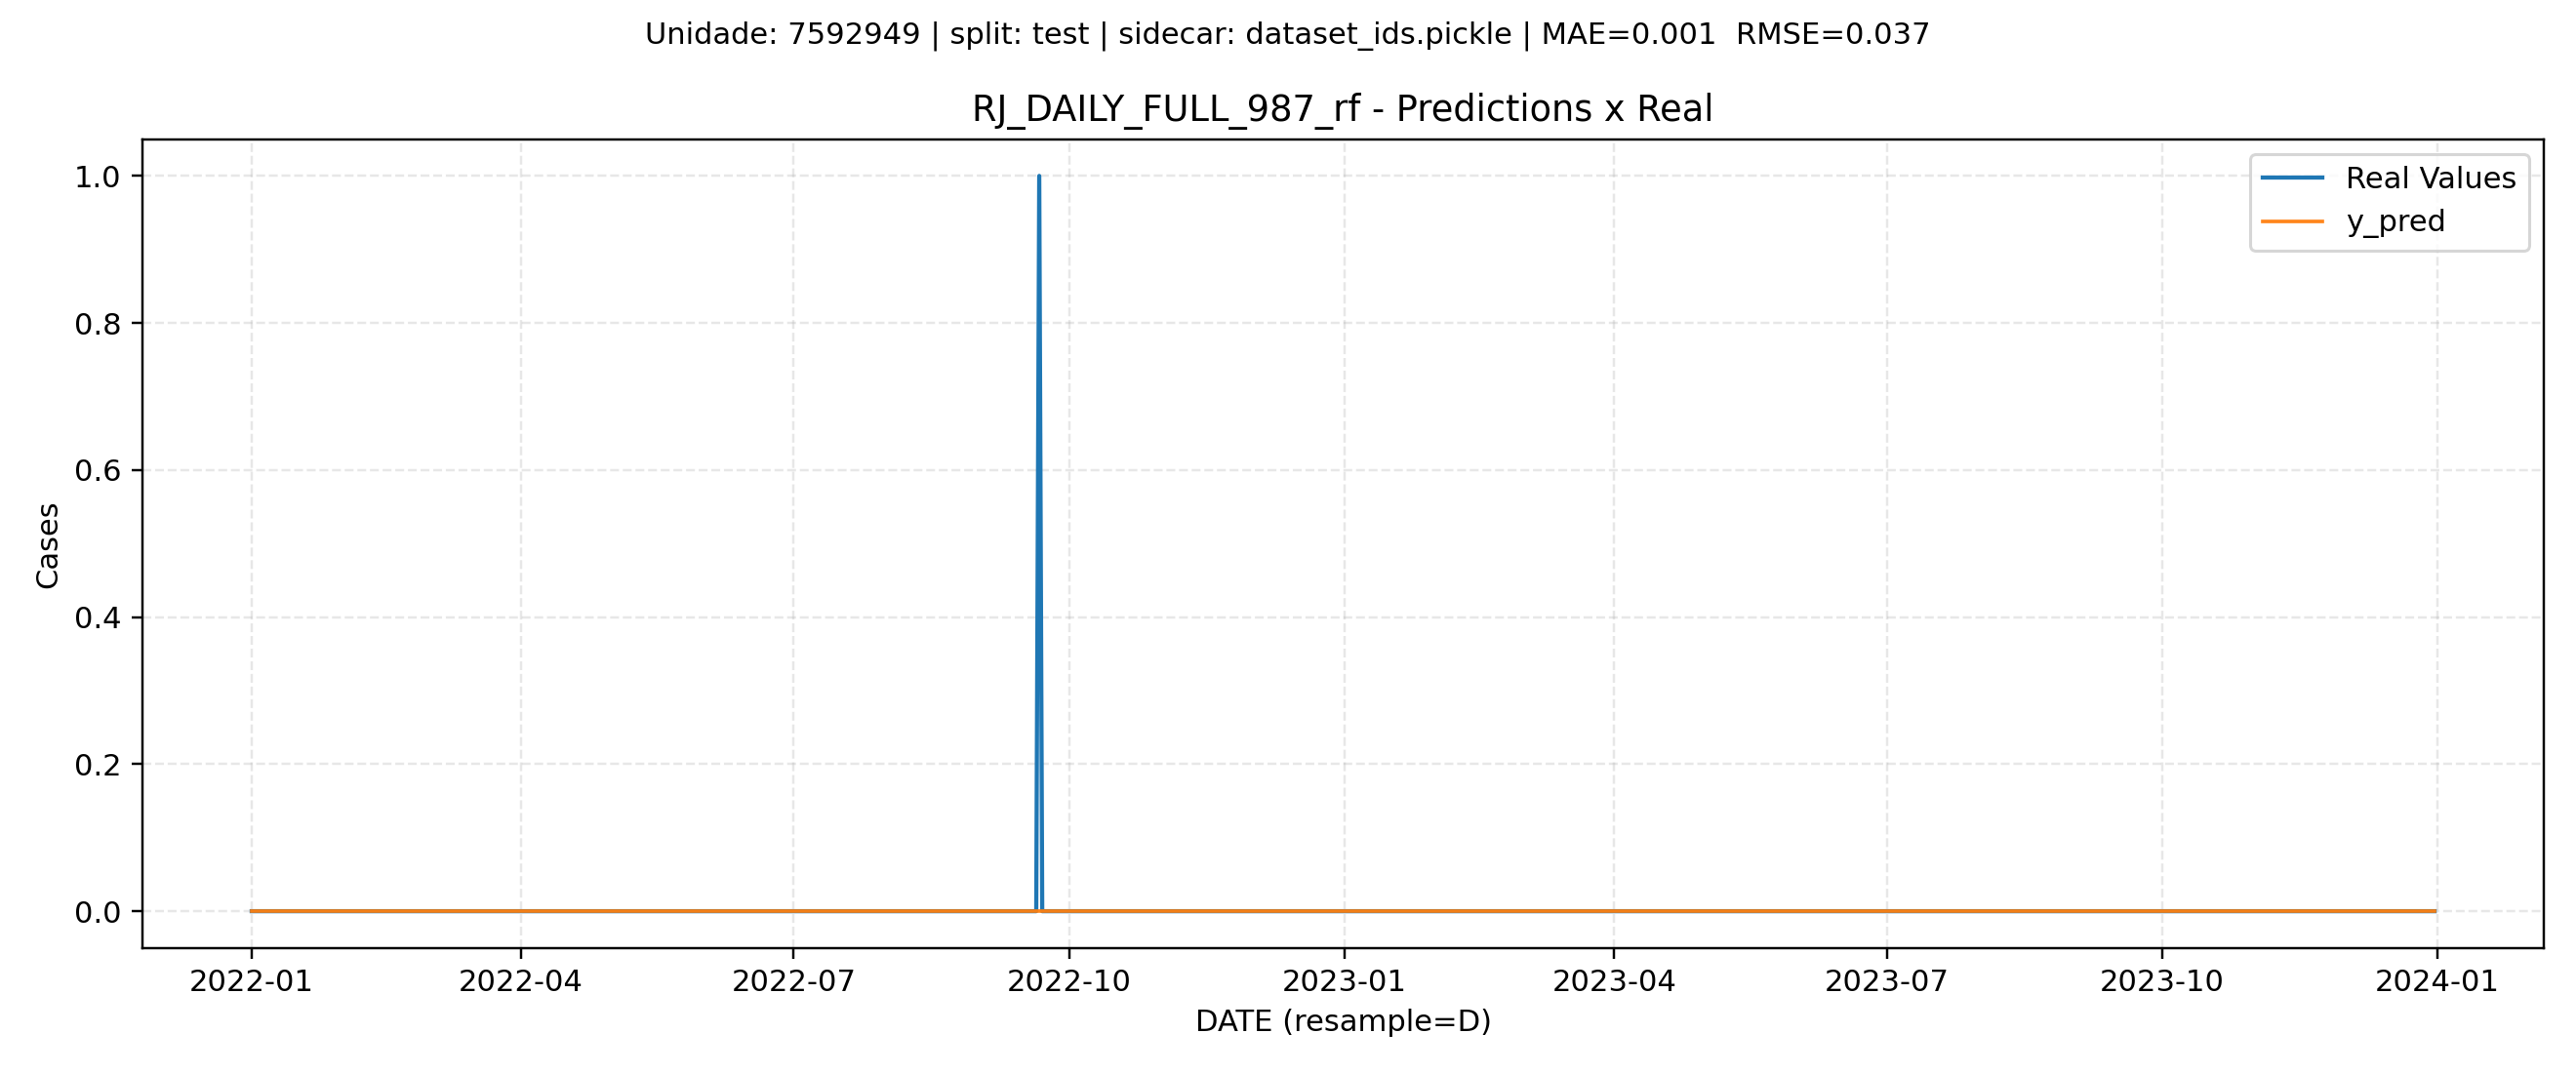 Unidade: 7592949 | split: test | sidecar: dataset_ids.pickle | MAE=0.001  RMSE=0.037
RJ_DAILY_FULL_987_rf - Predictions x Real
Real Values
y_pred
1.0
0.8
0.6
0.4
0.2
0.0
Cases
2022-01
2022-04
2022-07
2022-10
2023-01
2023-04
2023-07
2023-10
2024-01
DATE (resample=D)